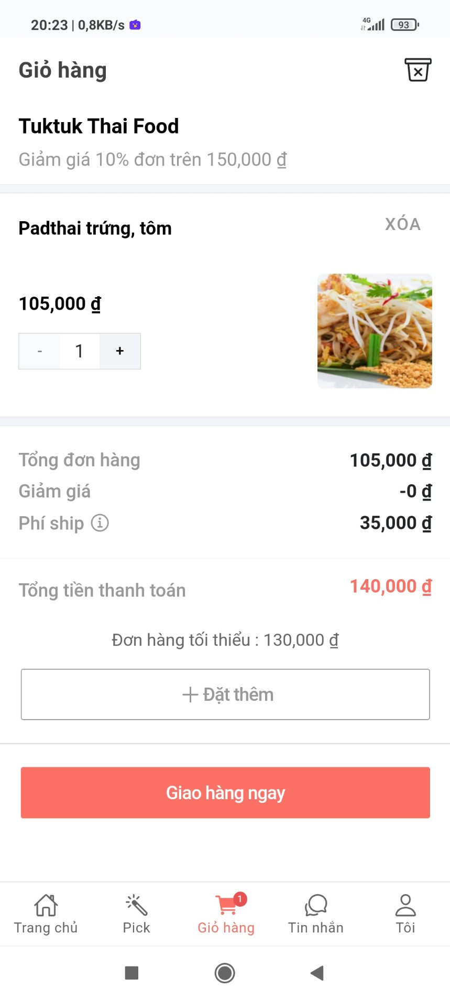 20:23 | 0,8KB/s
4G
93
Giỏ hàng
Tuktuk Thai Food
Giảm giá 10% đơn trên 150,000 ₫
Padthai trứng, tôm
XÓA
105,000 ₫
- 1 +
Tổng đơn hàng 105,000 ₫
Giảm giá -0 ₫
Phí ship 35,000 ₫
Tổng tiền thanh toán 140,000 ₫
Đơn hàng tối thiểu : 130,000 ₫
+ Đặt thêm
Giao hàng ngay
1
Trang chủ Pick Giỏ hàng Tin nhắn Tôi